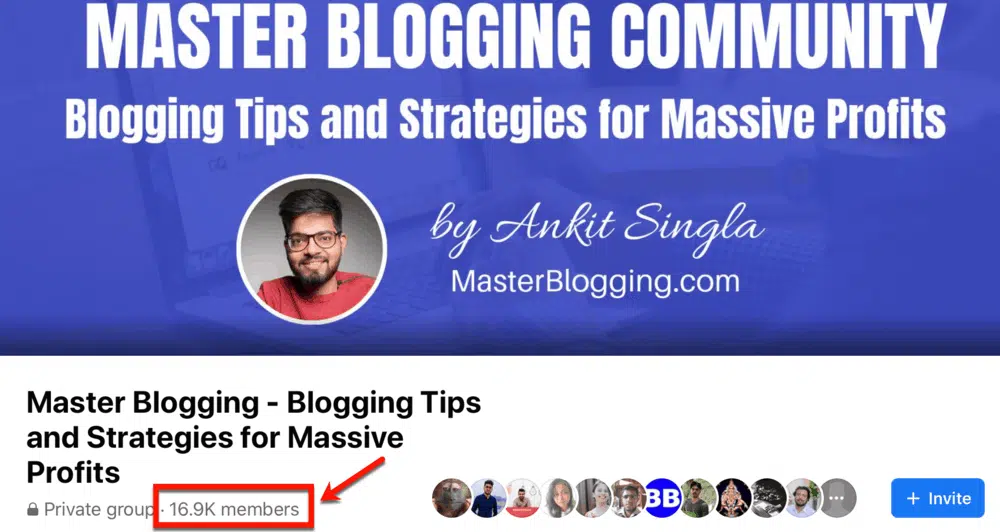 MASTER BLOGGING COMMUNITY
Blogging Tips and Strategies for Massive Profits
by Ankit Singla
MasterBlogging.com
Master Blogging - Blogging Tips
and Strategies for Massive
Profits
Private group · 16.9K members
BB
+ Invite